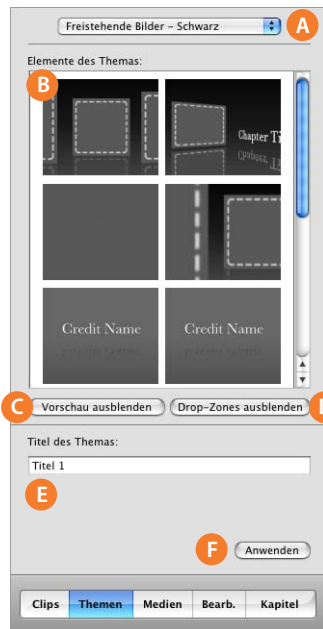 Freistehende Bilder – Schwarz
A
Elemente des Themas:
B
Chapter Ti
Credit Name
Credit Name
C
Vorschau ausblenden
Drop-Zones ausblenden
Titel des Themas:
Titel 1
E
F
Anwenden
Clips
Themen
Medien
Bearb.
Kapitel